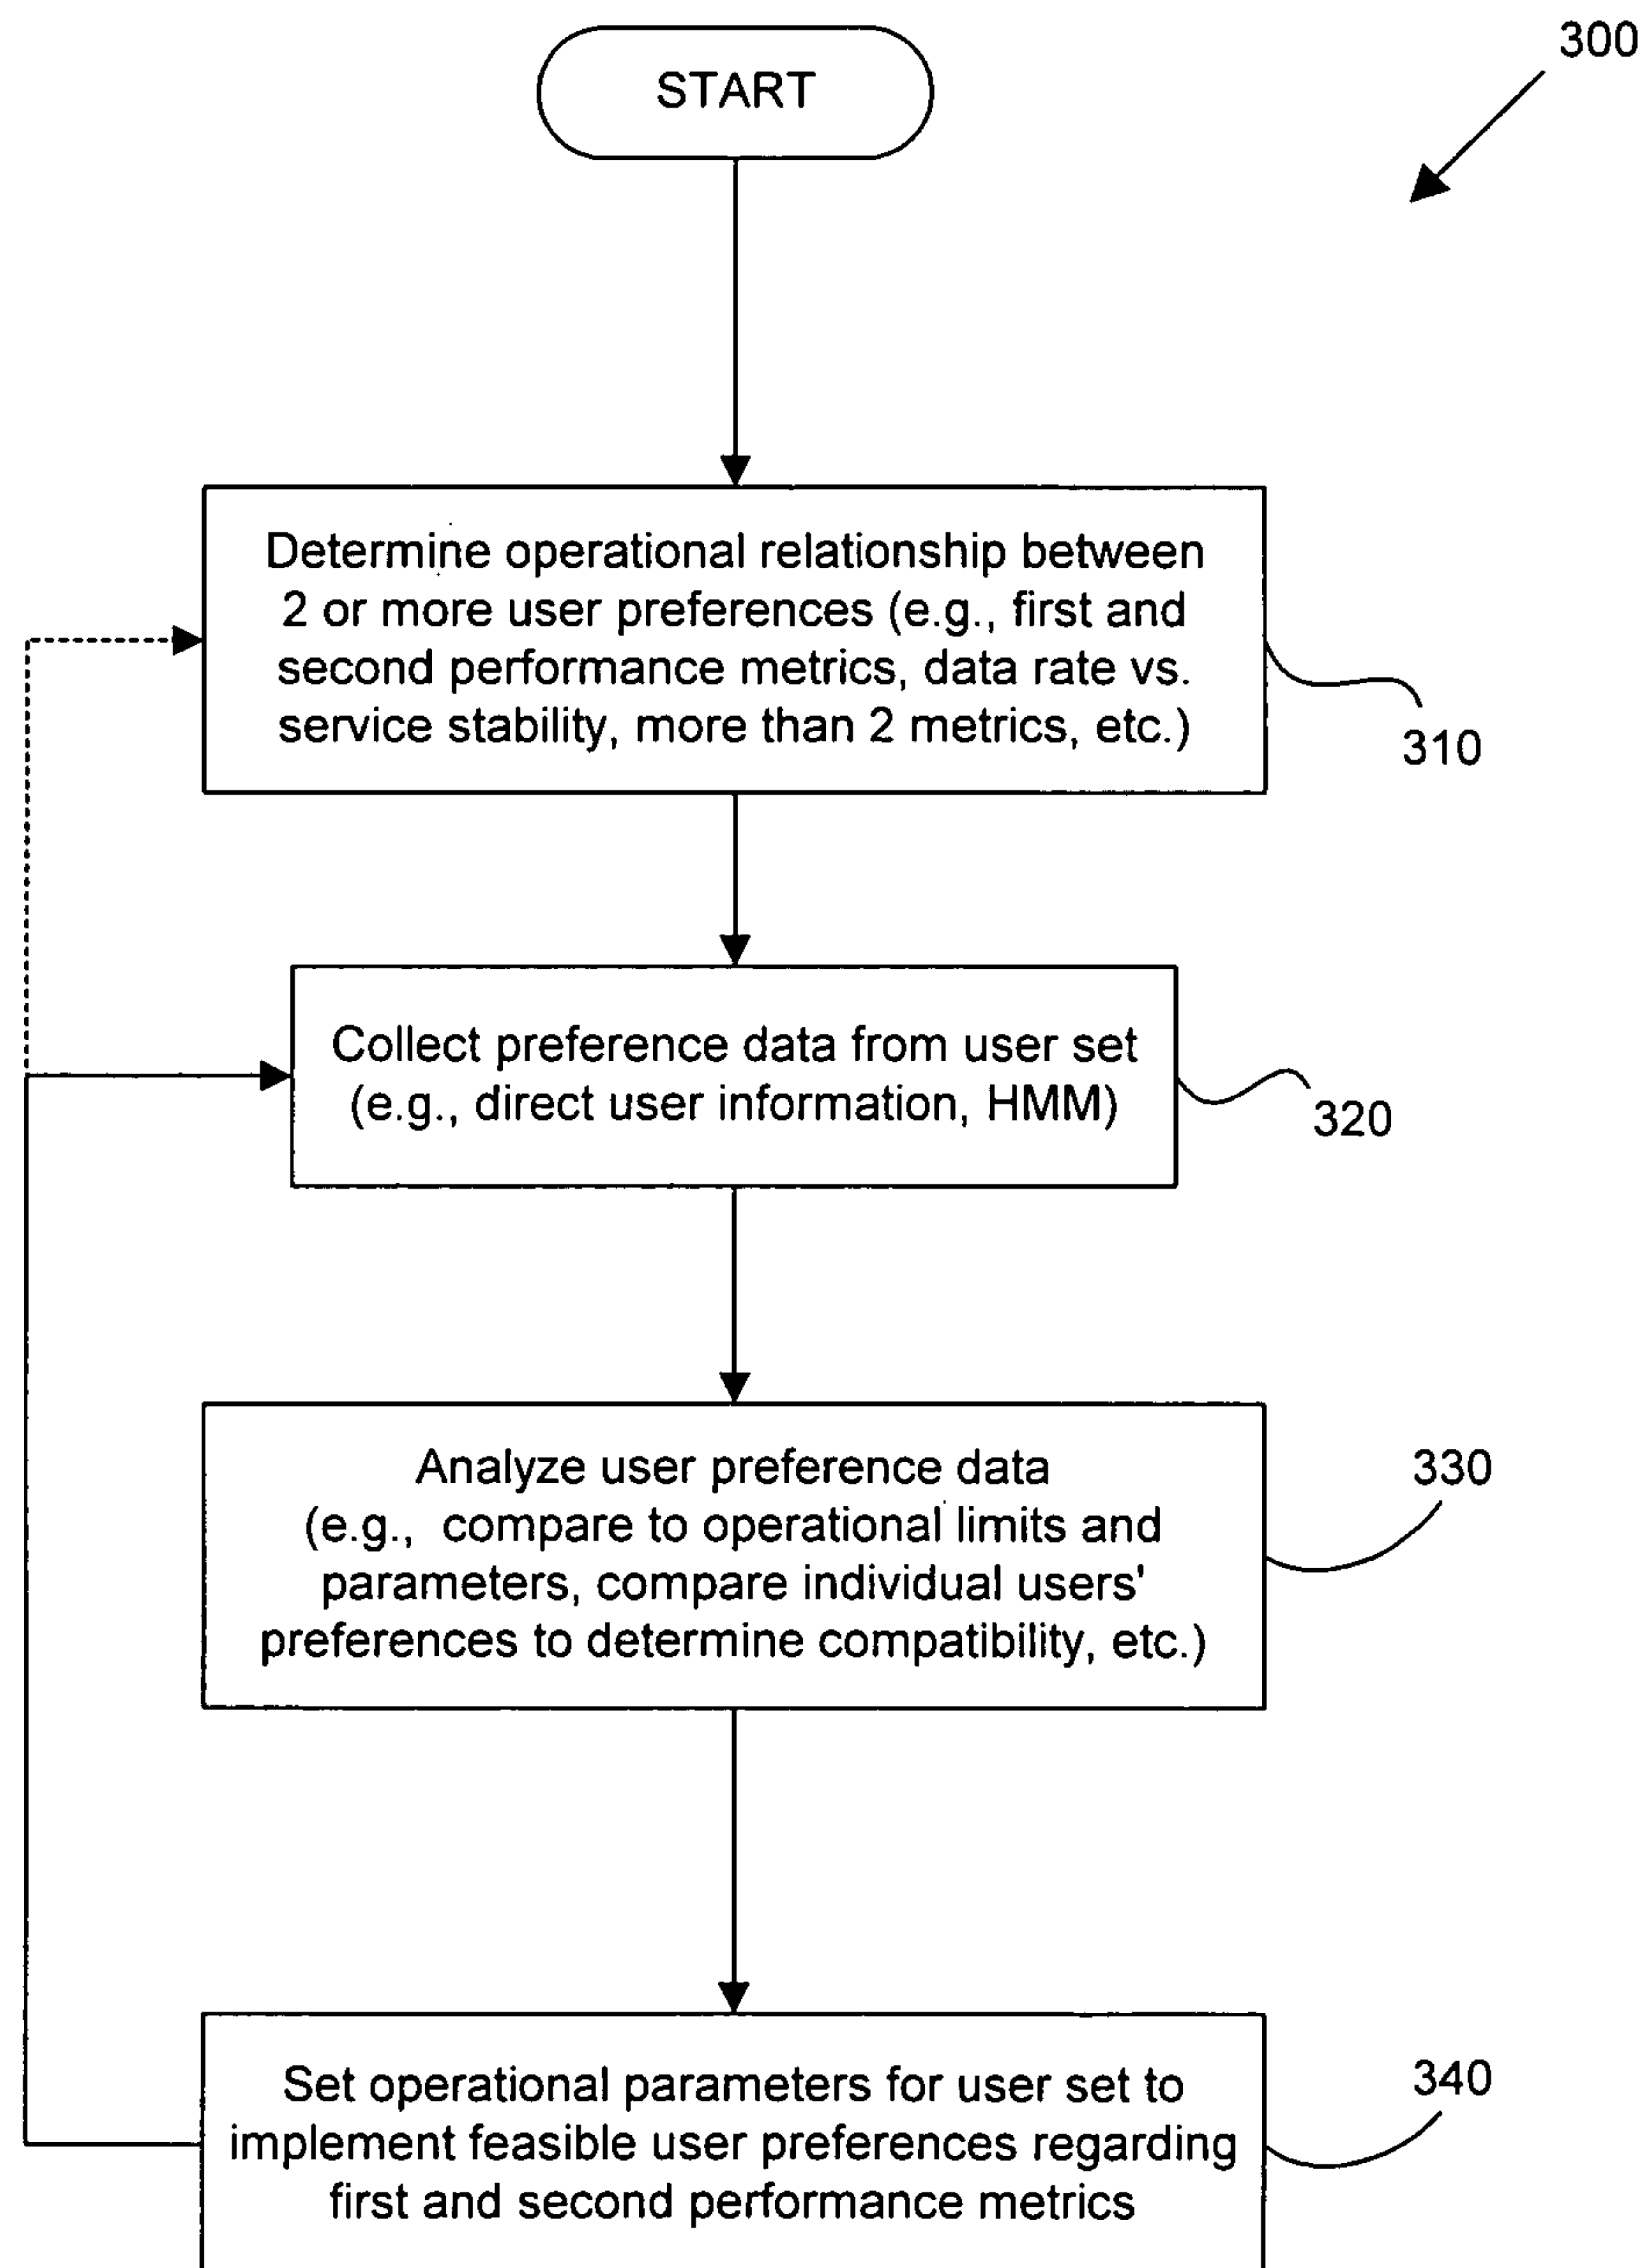 START
300
Determine operational relationship between
2 or more user preferences (e.g., first and
second performance metrics, data rate vs.
service stability, more than 2 metrics, etc.)
310
Collect preference data from user set
(e.g., direct user information, HMM)
320
Analyze user preference data
(e.g., compare to operational limits and
parameters, compare individual users'
preferences to determine compatibility, etc.)
330
Set operational parameters for user set to
implement feasible user preferences regarding
first and second performance metrics
340